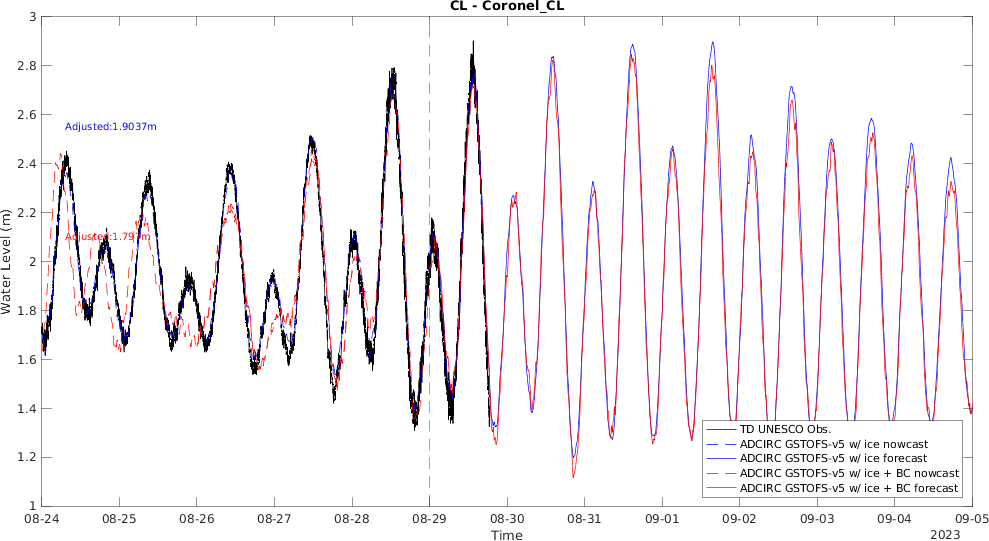 CL - Coronel_CL
3
2.8
2.6
2.4
2.2
2
1.8
1.6
1.4
1.2
1
Water Level (m)
Adjusted:1.9037m
Adjusted:1.797m
TD UNESCO Obs.
ADCIRC GSTOFS-v5 w/ ice nowcast
ADCIRC GSTOFS-v5 w/ ice forecast
ADCIRC GSTOFS-v5 w/ ice + BC nowcast
ADCIRC GSTOFS-v5 w/ ice + BC forecast
08-24 08-25 08-26 08-27 08-28 08-29 08-30 08-31 09-01 09-02 09-03 09-04 09-05
Time
2023